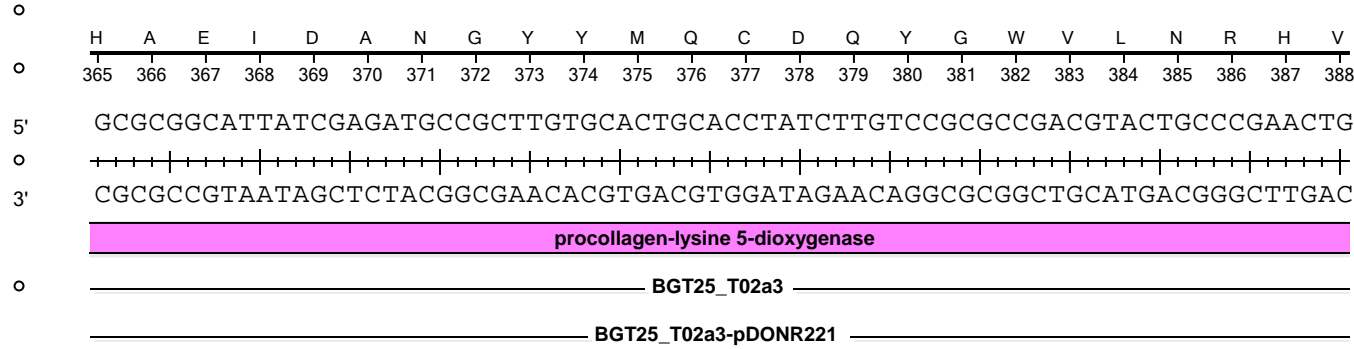 H A E I D A N G Y Y M Q C D Q Y G W V L N R H V
365 366 367 368 369 370 371 372 373 374 375 376 377 378 379 380 381 382 383 384 385 386 387 388
5' GCGCGGCATTATCGAGATGCCGCTTGTGCACTGCACCTATCTTGTCCGCGCCGACGTACTGCCCGAACTG
3' CGCGCCGTAATAGCTCTACGGCGAACACGTGACGTGGATAGAACAGGCGCGGCTGCATGACGGGCTTGAC
procollagen-lysine 5-dioxygenase
BGT25_T02a3
BGT25_T02a3-pDONR221